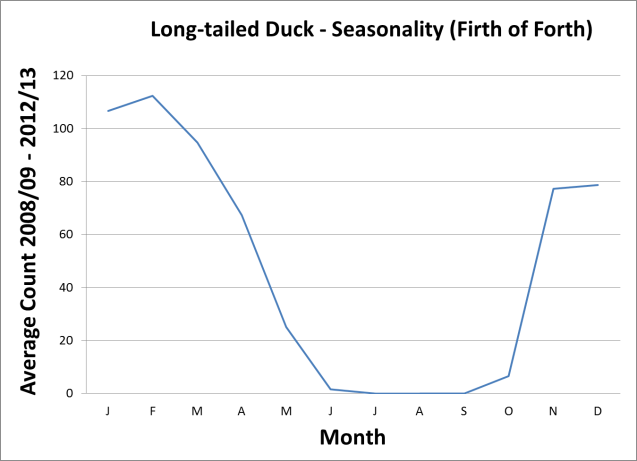 Long-tailed Duck - Seasonality (Firth of Forth)
Average Count 2008/09 - 2012/13
120
100
80
60
40
20
0
J F M A M J J A S O N D
Month